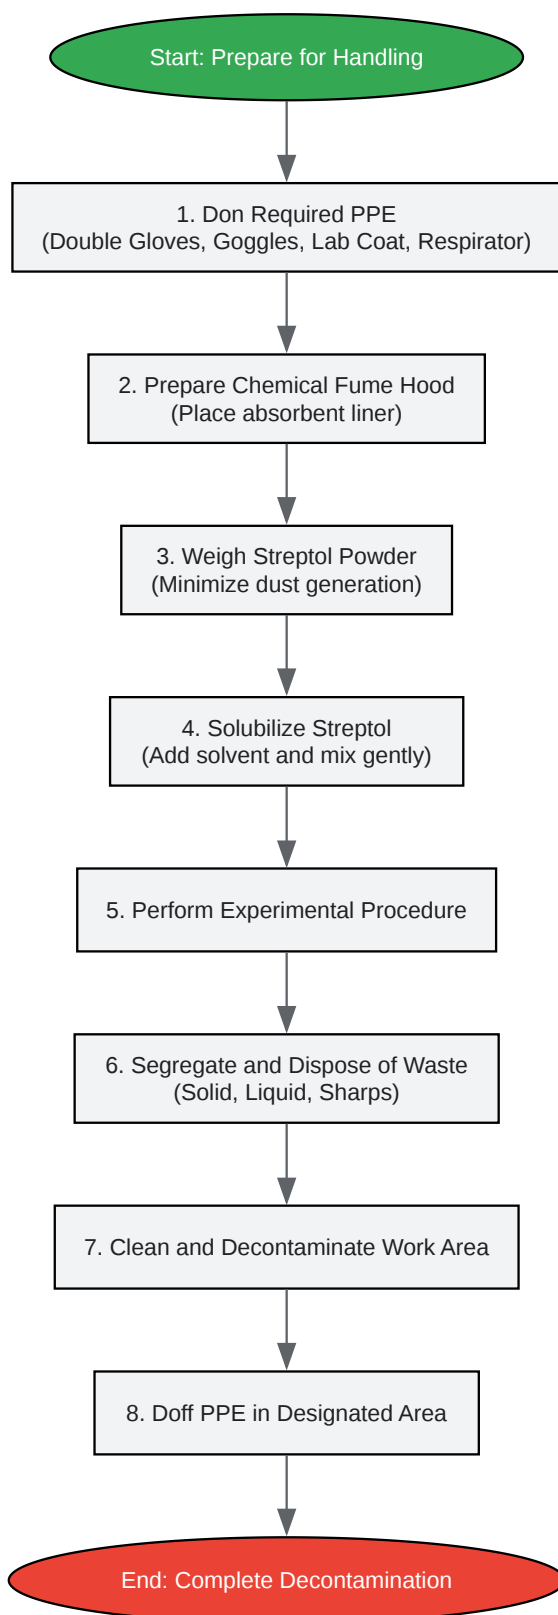 Start: Prepare for Handling
1. Don Required PPE
(Double Gloves, Goggles, Lab Coat, Respirator)
2. Prepare Chemical Fume Hood
(Place absorbent liner)
3. Weigh Streptol Powder
(Minimize dust generation)
4. Solubilize Streptol
(Add solvent and mix gently)
5. Perform Experimental Procedure
6. Segregate and Dispose of Waste
(Solid, Liquid, Sharps)
7. Clean and Decontaminate Work Area
8. Doff PPE in Designated Area
End: Complete Decontamination